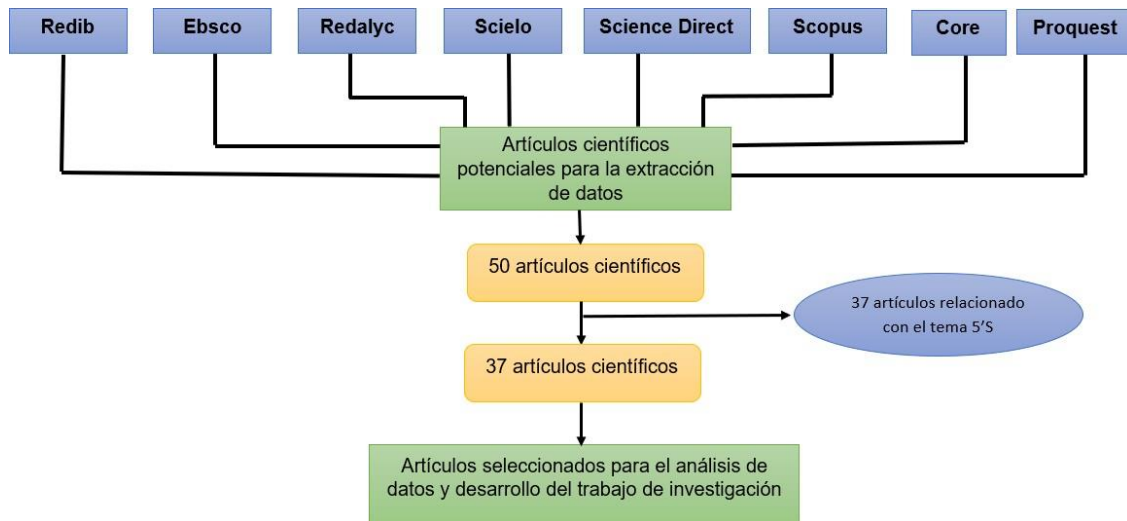 Redib
Ebsco
Redalyc
Scielo
Science Direct
Scopus
Core
Proquest
Artículos científicos
potenciales para la extracción
de datos
50 artículos científicos
37 artículos relacionado
con el tema 5'S
37 artículos científicos
Artículos seleccionados para el análisis de
datos y desarrollo del trabajo de investigación